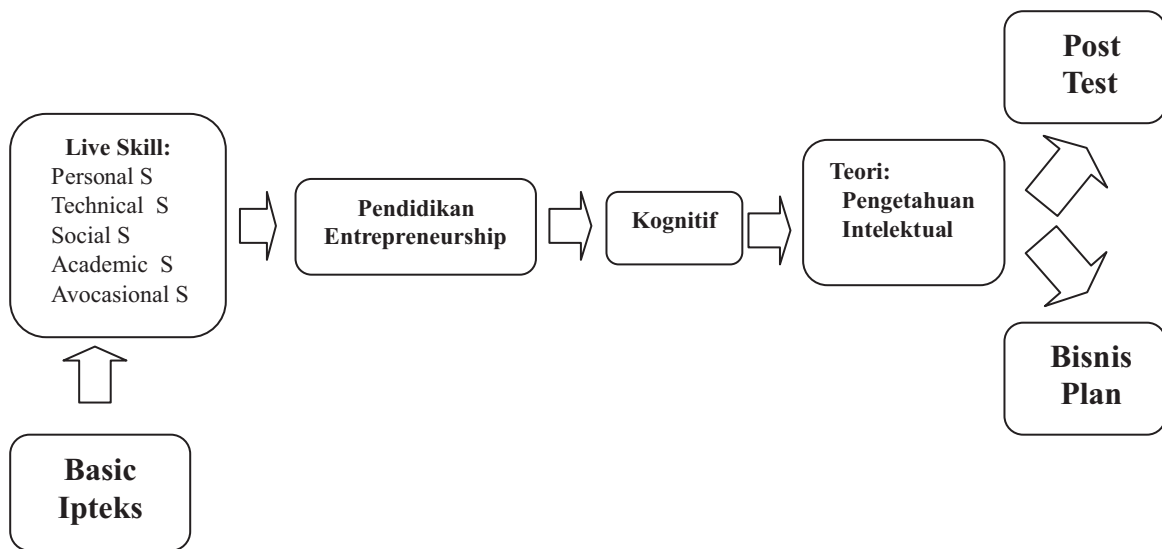 Live Skill:
Personal S
Technical S
Social S
Academic S
Avocasional S
Basic
Ipteks
Pendidikan
Entrepreneurship
Kognitif
Teori:
Pengetahuan
Intelektual
Post
Test
Bisnis
Plan